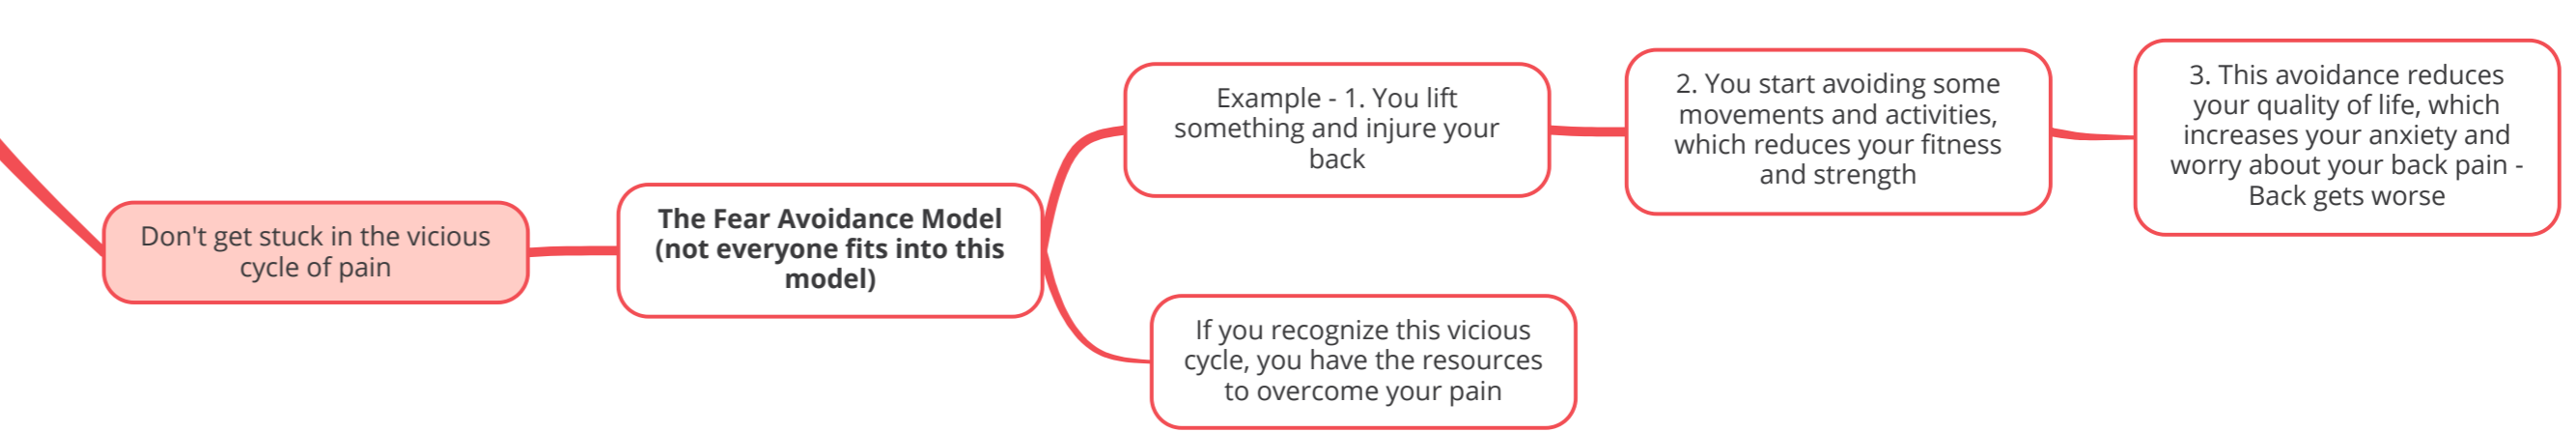 Don't get stuck in the vicious
cycle of pain
The Fear Avoidance Model
(not everyone fits into this
model)
Example - 1. You lift
something and injure your
back
2. You start avoiding some
movements and activities,
which reduces your fitness
and strength
3. This avoidance reduces
your quality of life, which
increases your anxiety and
worry about your back pain -
Back gets worse
If you recognize this vicious
cycle, you have the resources
to overcome your pain